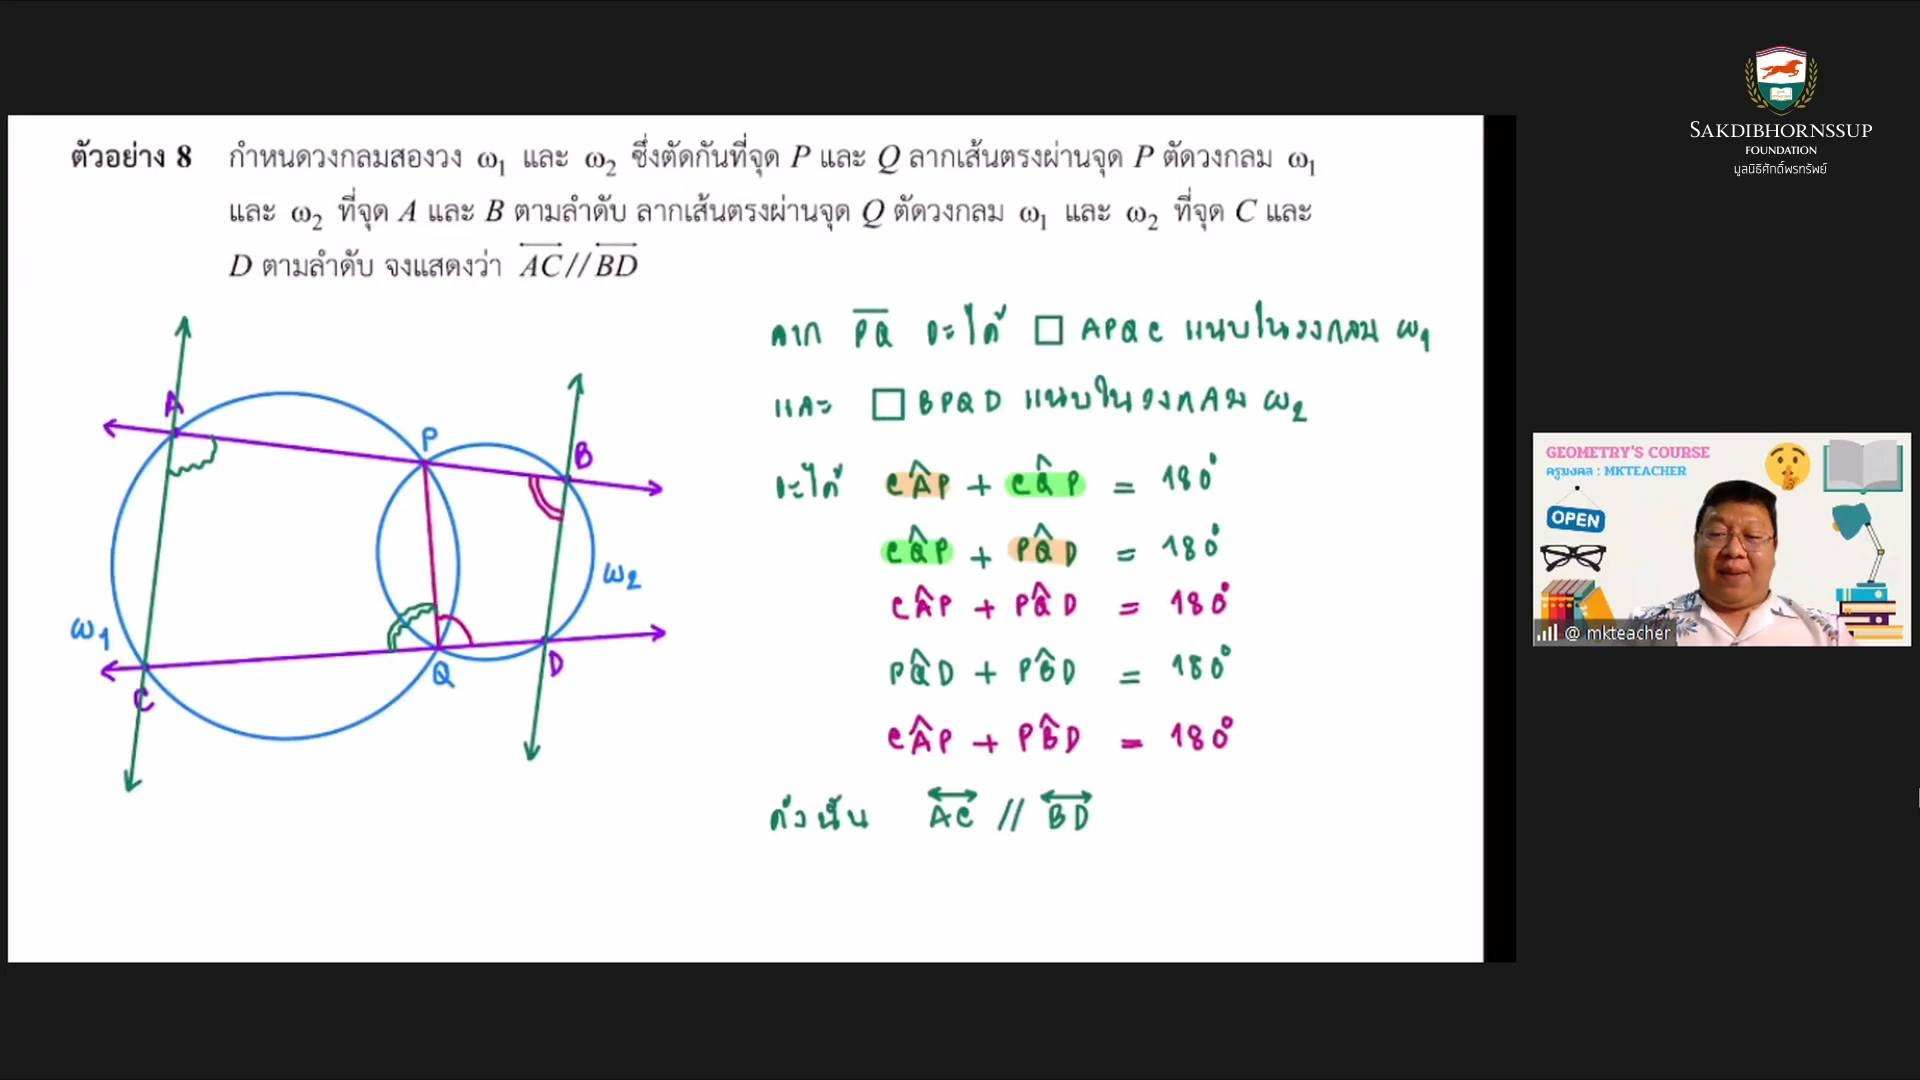 SAKDIBHORNSSUP
FOUNDATION
มูลนิธิศักดิ์พรทรัพย์
ตัวอย่าง 8 กำหนดวงกลมสองวง ω₁ และ ω₂ ซึ่งตัดกันที่จุด P และ Q ลากเส้นตรงผ่านจุด P ตัดวงกลม ω₁
และ ω₂ ที่จุด A และ B ตามลำดับ ลากเส้นตรงผ่านจุด Q ตัดวงกลม ω₁ และ ω₂ ที่จุด C และ
D ตามลำดับ จงแสดงว่า AC // BD
A
P
B
ω₂
ω₁
Q
D
C
ลาก PQ จะได้ □ APQC แนบในวงกลม ω₁
และ □ BPQD แนบในวงกลม ω₂
จะได้ CÂP + CQ̂P = 180°
CQ̂P + PQ̂D = 180°
CÂP + PQ̂D = 180°
PQ̂D + PB̂D = 180°
CÂP + PB̂D = 180°
ดังนั้น AC // BD
GEOMETRY'S COURSE
ครูมงคล : MKTEACHER
OPEN
@ mkteacher